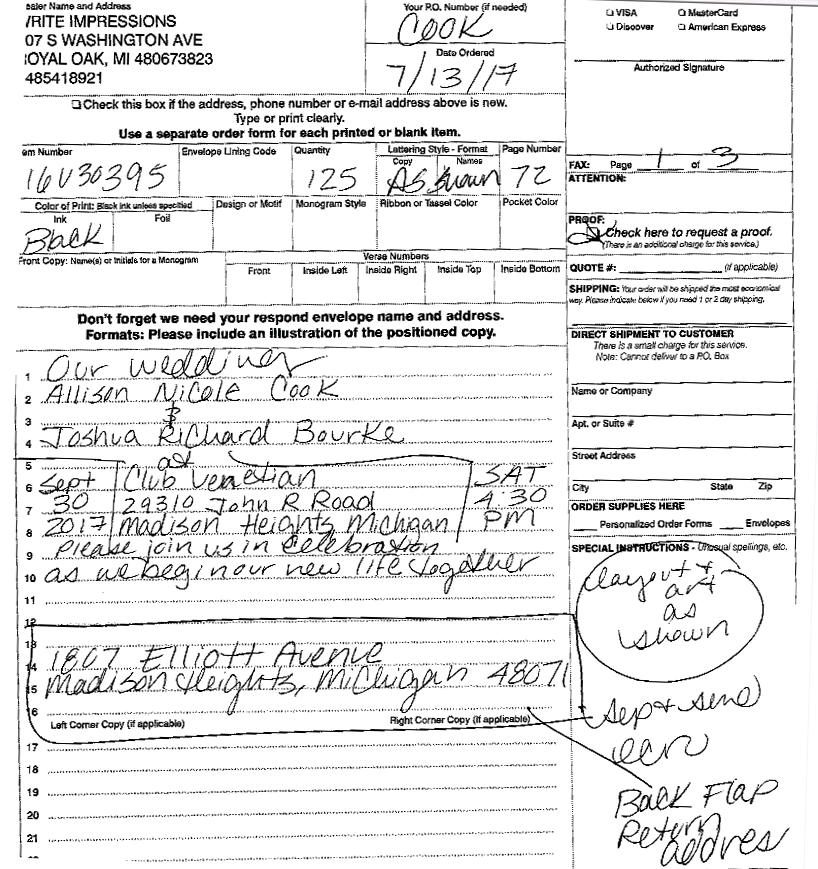 ealer Name and Address
/RITE IMPRESSIONS
07 S WASHINGTON AVE
OYAL OAK, MI 480673823
485418921
Your P.O. Number (if needed)
COOK
Date Ordered
7/13/17
VISA MasterCard
Discover American Express
Authorized Signature
Check this box if the address, phone number or e-mail address above is new.
Type or print clearly.
Use a separate order form for each printed or blank item.
em Number Envelope Lining Code Quantity Lettering Style - Format Page Number
Copy Names
16V30395 125 AS Shown 72
FAX: Page 1 of 3
ATTENTION:
Color of Print: Black ink unless specified Design or Motif Monogram Style Ribbon or Tassel Color Pocket Color
Ink Foil
Black
PROOF:
Check here to request a proof.
(There is an additional charge for this service.)
Front Copy: Name(s) or Initials for a Monogram
Verse Numbers
Front Inside Left Inside Right Inside Top Inside Bottom
QUOTE #: (if applicable)
SHIPPING: Your order will be shipped the most economical
way. Please indicate below if you need 1 or 2 day shipping.
Don't forget we need your respond envelope name and address.
Formats: Please include an illustration of the positioned copy.
DIRECT SHIPMENT TO CUSTOMER
There is a small charge for this service.
Note: Cannot deliver to a P.O. Box
Name or Company
Apt. or Suite #
Street Address
City State Zip
ORDER SUPPLIES HERE
Personalized Order Forms Envelopes
SPECIAL INSTRUCTIONS - Unusual spellings, etc.
Layout +
art
as
shown
1 Our wedding
2 Allison Nicole Cook
3 &
4 Joshua Richard Bourke
5 at
6 Sept Club Venetian SAT
7 30 29310 John R Road 4:30
8 2017 Madison Heights Michigan PM
9 Please join us in celebration
10 as we begin our new life together
11
12
13
14 1807 Elliott Avenue
15 Madison Heights, Michigan 48071
16
Left Corner Copy (if applicable) Right Corner Copy (if applicable)
17
18
19
20
21
Back Flap
Return
addres